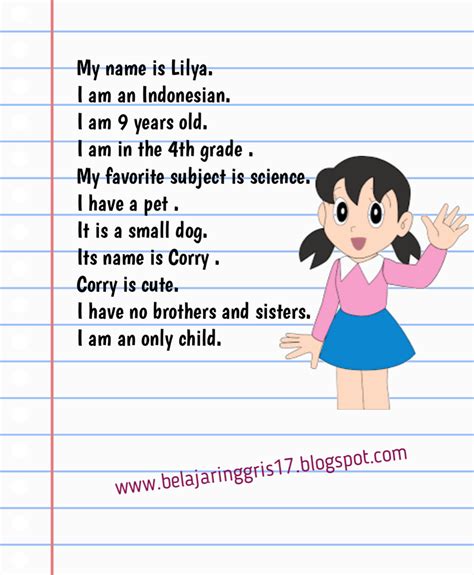 My name is Lilya.
I am an Indonesian.
I am 9 years old.
I am in the 4th grade .
My favorite subject is science.
I have a pet .
It is a small dog.
Its name is Corry .
Corry is cute.
I have no brothers and sisters.
I am an only child.
www.belajaringgris17.blogspot.com